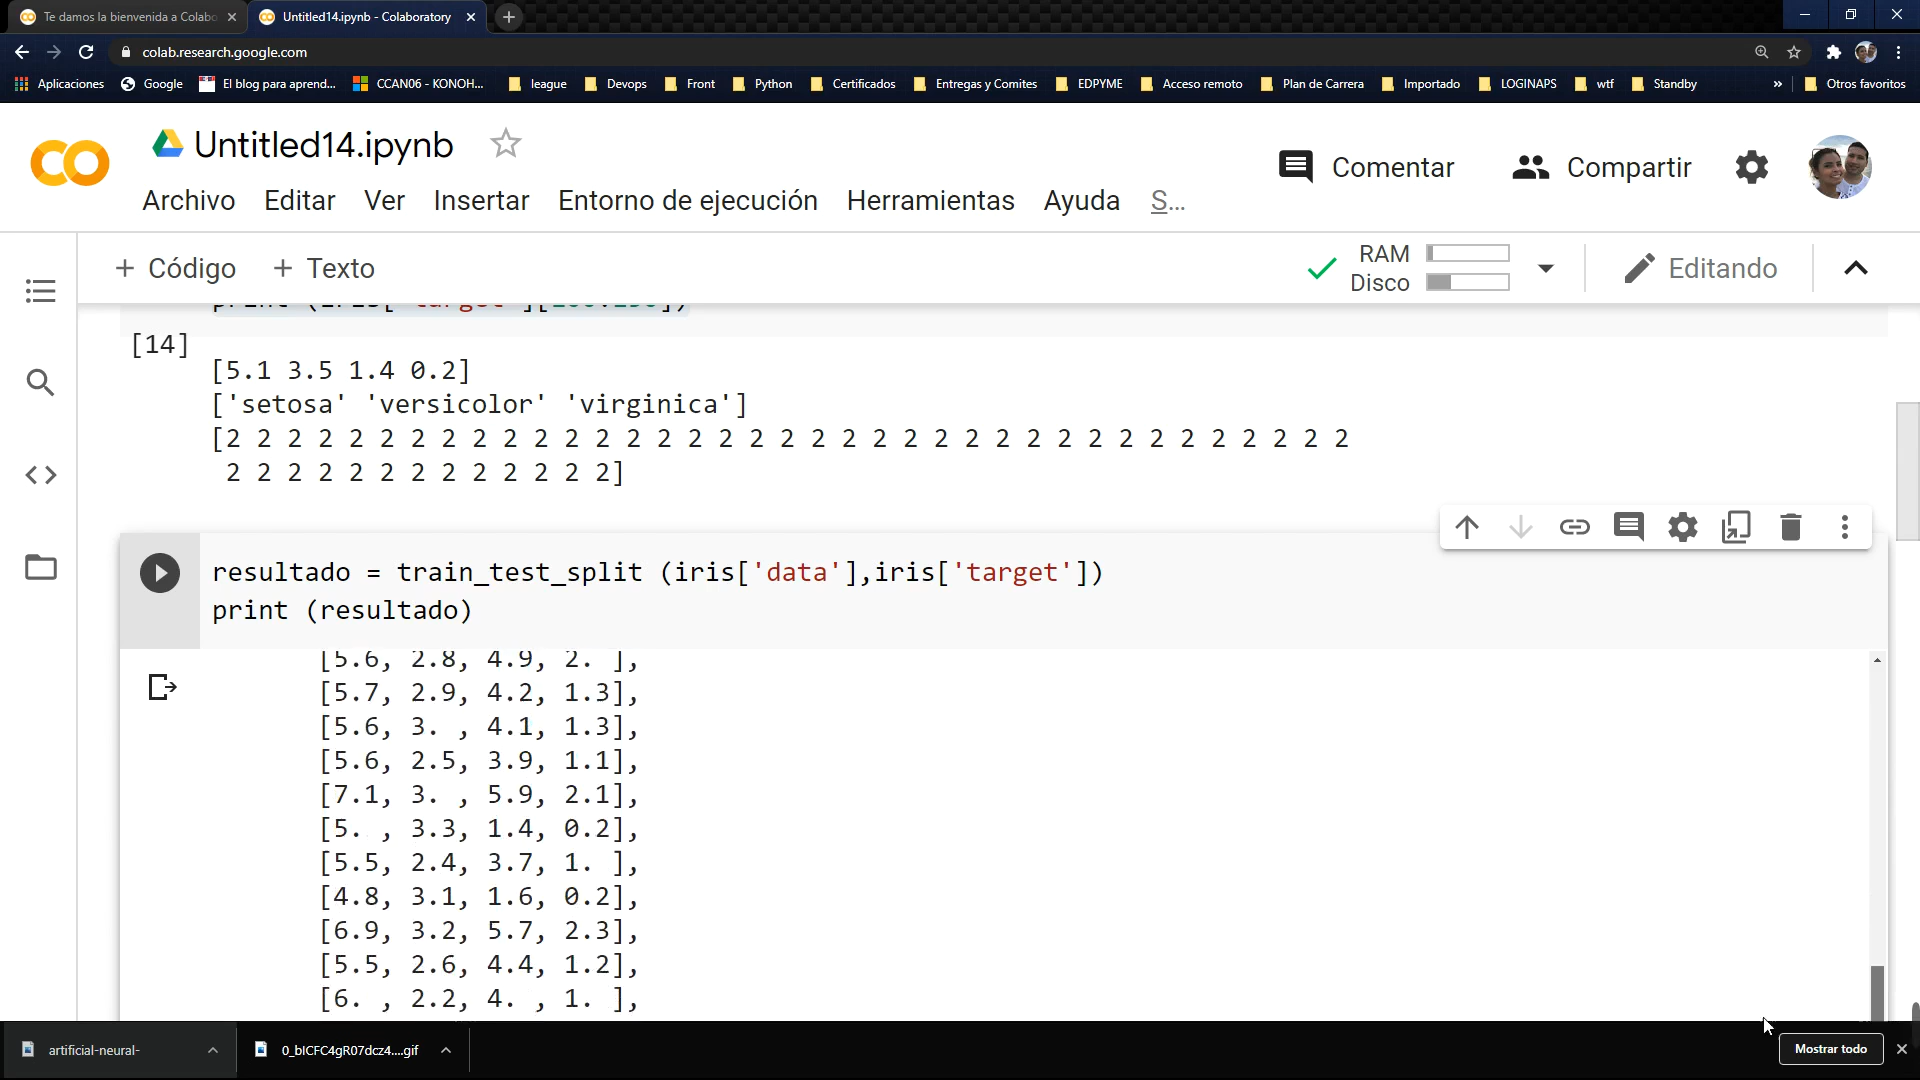 Te damos la bienvenida a Colabo
Untitled14.ipynb - Colaboratory
colab.research.google.com
Aplicaciones
Google
El blog para aprend...
CCAN06 - KONOH...
league
Devops
Front
Python
Certificados
Entregas y Comites
EDPYME
Acceso remoto
Plan de Carrera
Importado
LOGINAPS
wtf
Standby
»
Otros favoritos
Untitled14.ipynb
Comentar
Compartir
Archivo Editar Ver Insertar Entorno de ejecución Herramientas Ayuda S...
+ Código
+ Texto
RAM
Disco
Editando
[14]
[5.1 3.5 1.4 0.2]
['setosa' 'versicolor' 'virginica']
[2 2 2 2 2 2 2 2 2 2 2 2 2 2 2 2 2 2 2 2 2 2 2 2 2 2 2 2 2 2 2 2 2 2 2 2 2
2 2 2 2 2 2 2 2 2 2 2 2 2]
resultado = train_test_split (iris['data'],iris['target'])
print (resultado)
[5.6, 2.8, 4.9, 2. ],
[5.7, 2.9, 4.2, 1.3],
[5.6, 3. , 4.1, 1.3],
[5.6, 2.5, 3.9, 1.1],
[7.1, 3. , 5.9, 2.1],
[5. , 3.3, 1.4, 0.2],
[5.5, 2.4, 3.7, 1. ],
[4.8, 3.1, 1.6, 0.2],
[6.9, 3.2, 5.7, 2.3],
[5.5, 2.6, 4.4, 1.2],
[6. , 2.2, 4. , 1. ],
artificial-neural-
0_bICFC4gR07dcz4....gif
Mostrar todo